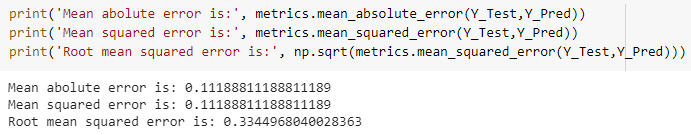 print('Mean abolute error is:', metrics.mean_absolute_error(Y_Test,Y_Pred))
print('Mean squared error is:', metrics.mean_squared_error(Y_Test,Y_Pred))
print('Root mean squared error is:', np.sqrt(metrics.mean_squared_error(Y_Test,Y_Pred)))
Mean abolute error is: 0.11188811188811189
Mean squared error is: 0.11188811188811189
Root mean squared error is: 0.3344968040028363